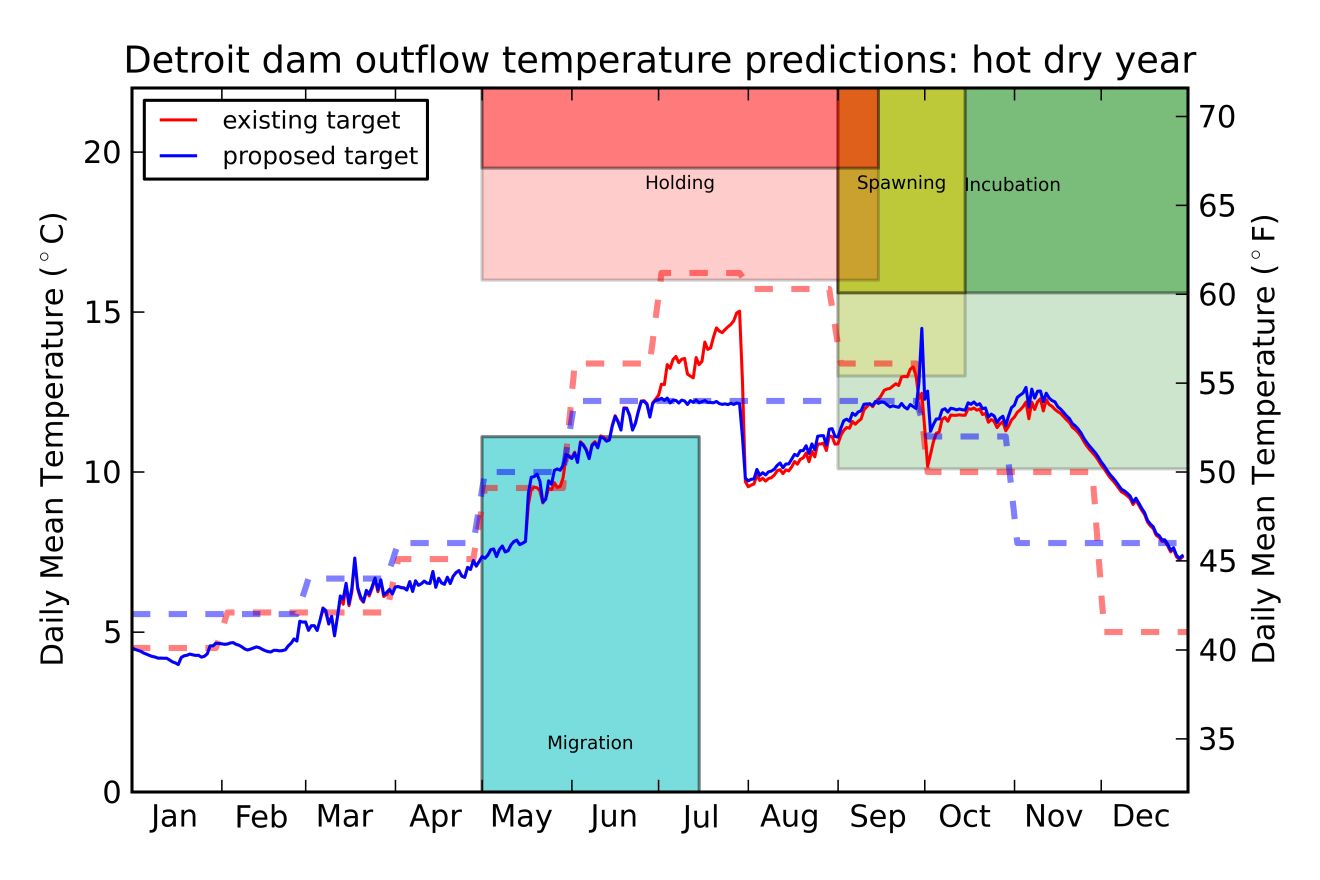 Detroit dam outflow temperature predictions: hot dry year
existing target
proposed target
Holding
Spawning
Incubation
Migration
Daily Mean Temperature (°C)
20
15
10
5
0
Daily Mean Temperature (°F)
70
65
60
55
50
45
40
35
Jan Feb Mar Apr May Jun Jul Aug Sep Oct Nov Dec